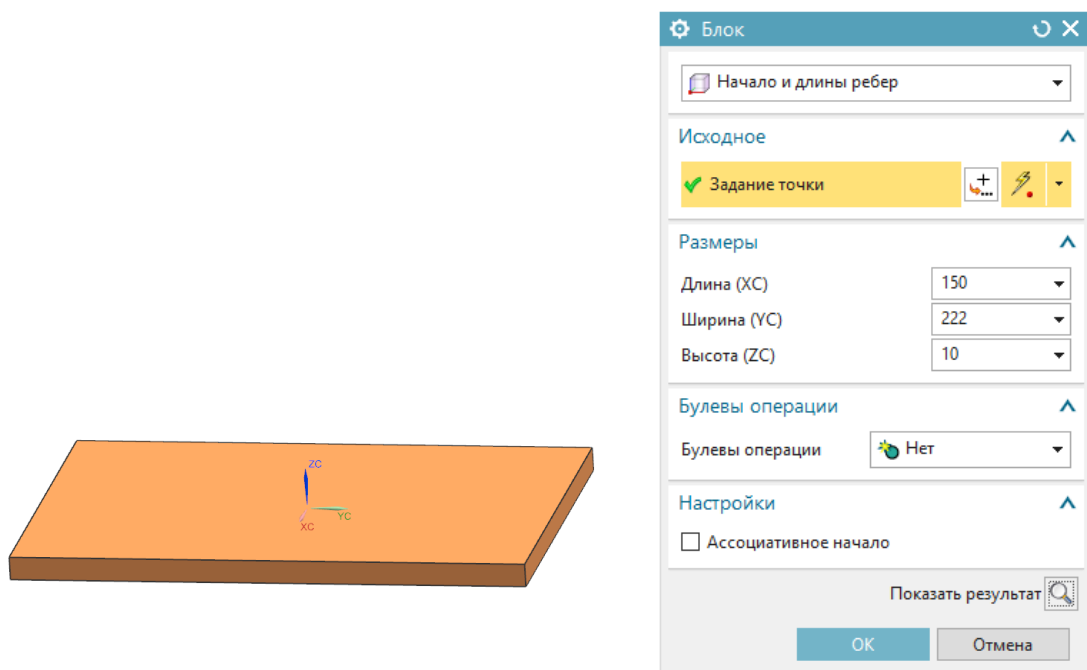 Блок
Начало и длины ребер
Исходное
Задание точки
Размеры
Длина (XC) 150
Ширина (YC) 222
Высота (ZC) 10
Булевы операции
Булевы операции Нет
Настройки
Ассоциативное начало
Показать результат
ОК Отмена
ZC
YC
XC